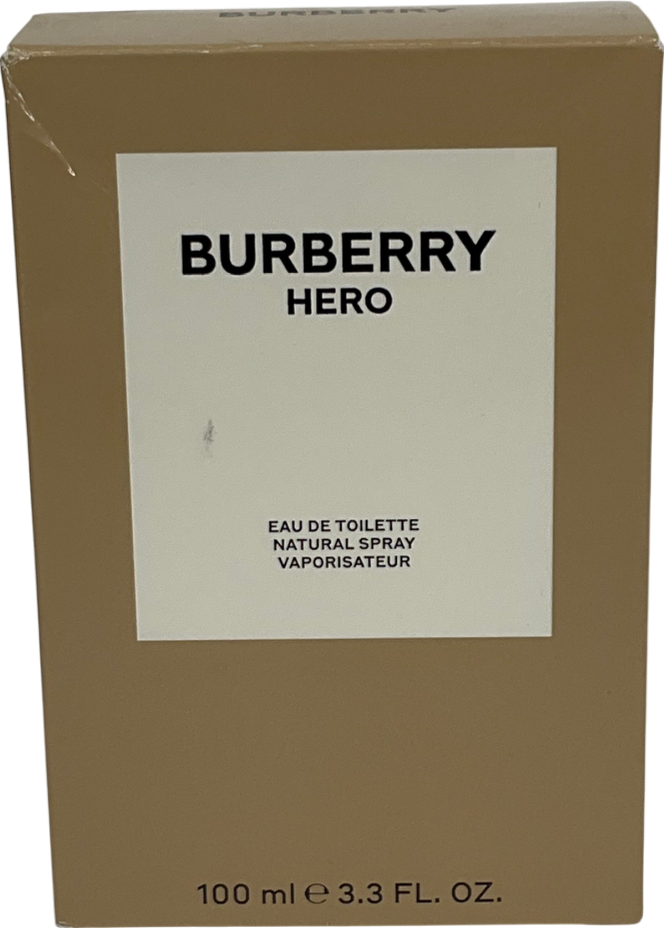 BURBERRY
BURBERRY
HERO
EAU DE TOILETTE
NATURAL SPRAY
VAPORISATEUR
100 ml ℮ 3.3 FL. OZ.